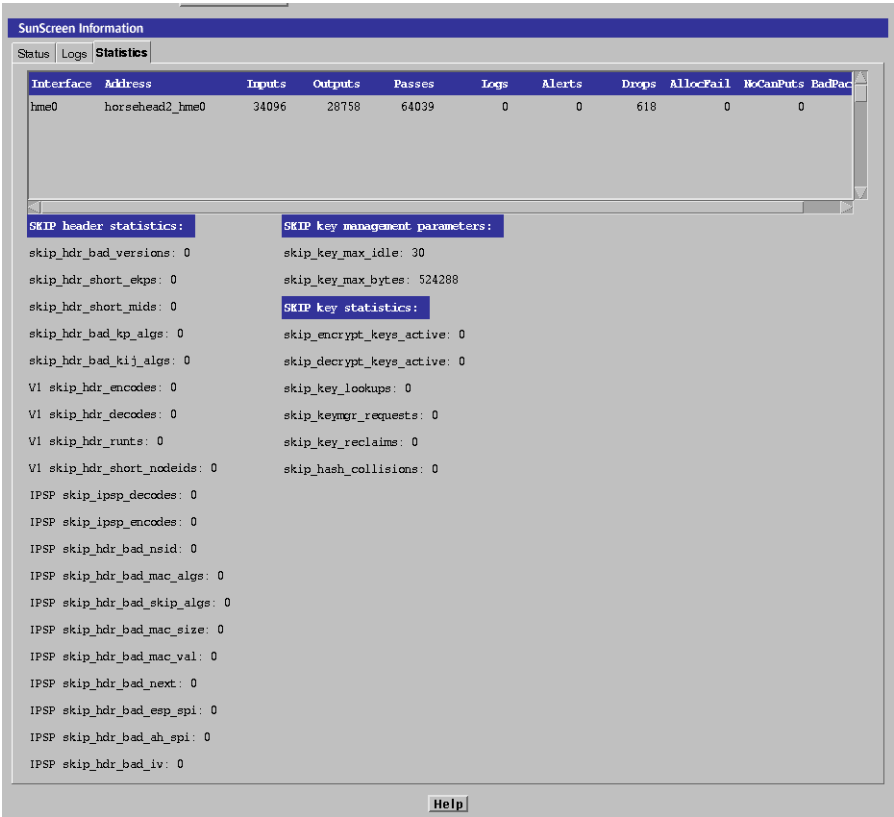 SunScreen Information
Status Logs Statistics
Interface Address Inputs Outputs Passes Logs Alerts Drops AllocFail NoCanPuts BadPac
hme0 horsehead2_hme0 34096 28758 64039 0 0 618 0 0
SKIP header statistics: SKIP key management parameters:
skip_hdr_bad_versions: 0 skip_key_max_idle: 30
skip_hdr_short_ekps: 0 skip_key_max_bytes: 524288
skip_hdr_short_mids: 0 SKIP key statistics:
skip_hdr_bad_kp_algs: 0 skip_encrypt_keys_active: 0
skip_hdr_bad_kij_algs: 0 skip_decrypt_keys_active: 0
V1 skip_hdr_encodes: 0 skip_key_lookups: 0
V1 skip_hdr_decodes: 0 skip_keymgr_requests: 0
V1 skip_hdr_runts: 0 skip_key_reclaims: 0
V1 skip_hdr_short_nodeids: 0 skip_hash_collisions: 0
IPSP skip_ipsp_decodes: 0
IPSP skip_ipsp_encodes: 0
IPSP skip_hdr_bad_nsid: 0
IPSP skip_hdr_bad_mac_algs: 0
IPSP skip_hdr_bad_skip_algs: 0
IPSP skip_hdr_bad_mac_size: 0
IPSP skip_hdr_bad_mac_val: 0
IPSP skip_hdr_bad_next: 0
IPSP skip_hdr_bad_esp_spi: 0
IPSP skip_hdr_bad_ah_spi: 0
IPSP skip_hdr_bad_iv: 0
Help